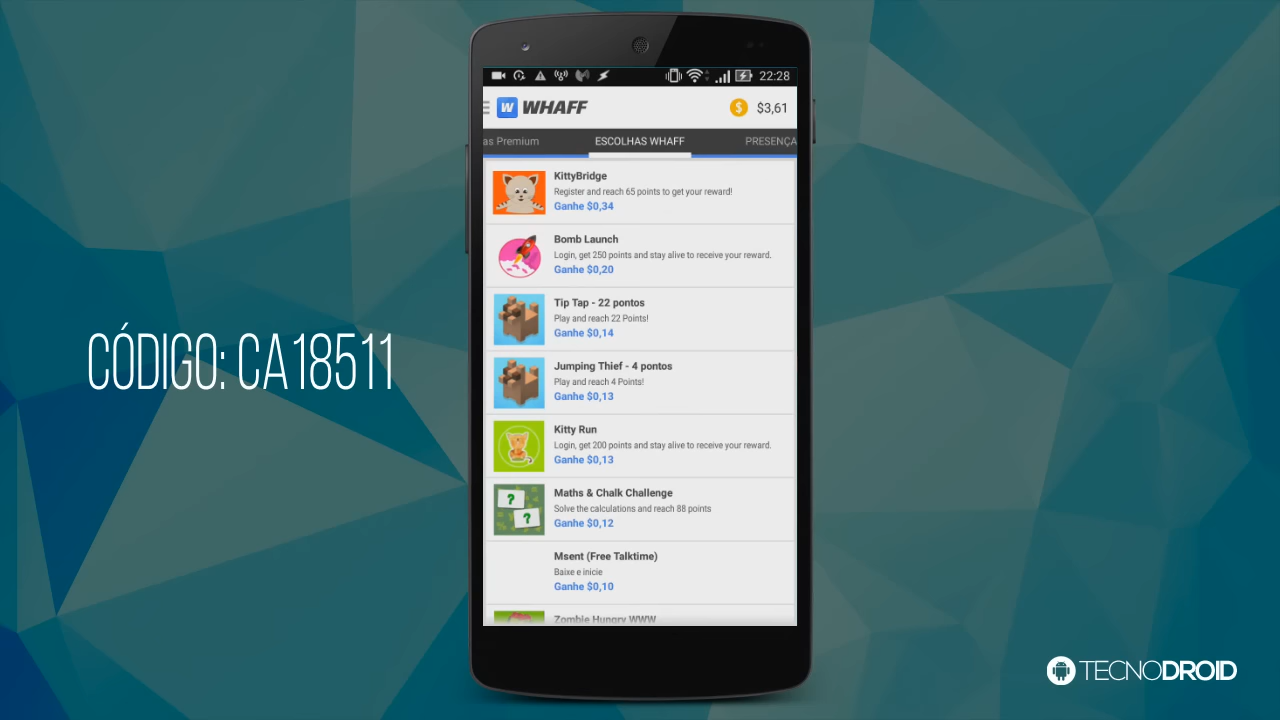 CÓDIGO: CA18511
22:28
W WHAFF
$ $3,61
as Premium
ESCOLHAS WHAFF
PRESENÇA
KittyBridge
Register and reach 65 points to get your reward!
Ganhe $0,34
Bomb Launch
Login, get 250 points and stay alive to receive your reward.
Ganhe $0,20
Tip Tap - 22 pontos
Play and reach 22 Points!
Ganhe $0,14
Jumping Thief - 4 pontos
Play and reach 4 Points!
Ganhe $0,13
Kitty Run
Login, get 200 points and stay alive to receive your reward.
Ganhe $0,13
? ?
Maths & Chalk Challenge
Solve the calculations and reach 88 points
Ganhe $0,12
Msent (Free Talktime)
Baixe e inicie
Ganhe $0,10
Zombie Hungry WWW
TECNODROID